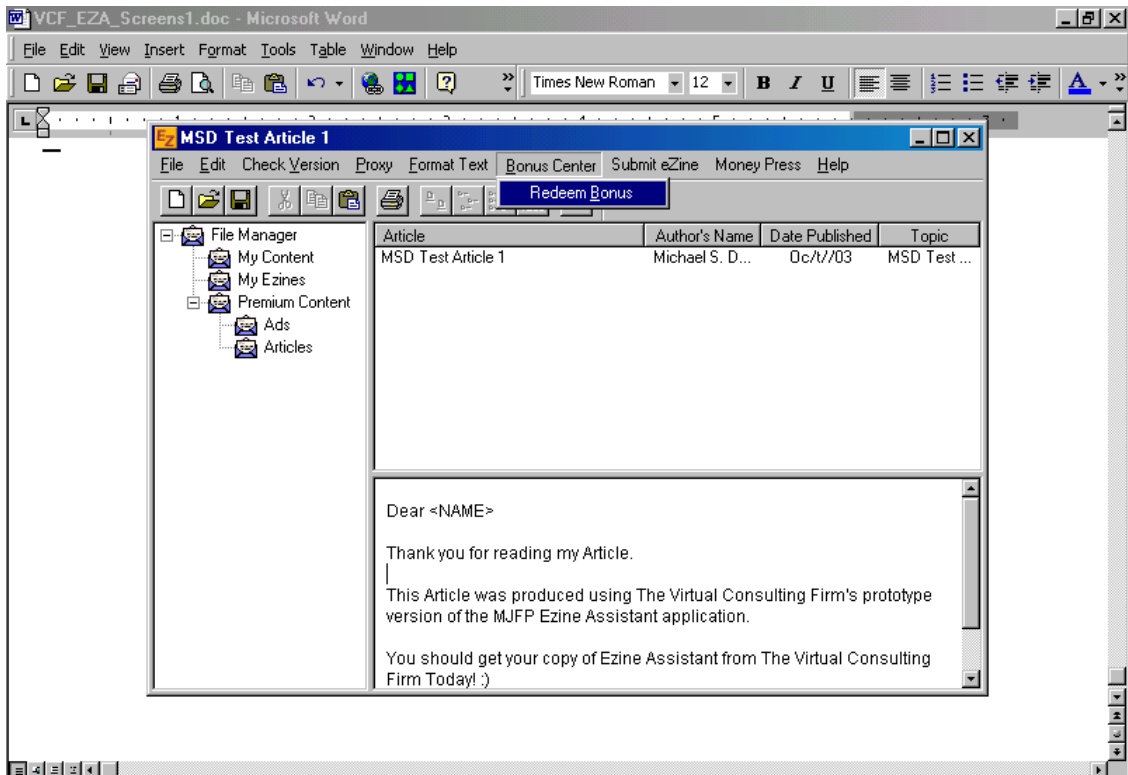 VCF_EZA_Screens1.doc - Microsoft Word
File Edit View Insert Format Tools Table Window Help
Times New Roman 12 B I U A
EZ MSD Test Article 1
File Edit Check Version Proxy Format Text Bonus Center Submit eZine Money Press Help
Redeem Bonus
File Manager
My Content
My Ezines
Premium Content
Ads
Articles
Article Author's Name Date Published Topic
MSD Test Article 1 Michael S. D... Oc/t//03 MSD Test ...
Dear <NAME>
Thank you for reading my Article.
This Article was produced using The Virtual Consulting Firm's prototype
version of the MJFP Ezine Assistant application.
You should get your copy of Ezine Assistant from The Virtual Consulting
Firm Today! :)